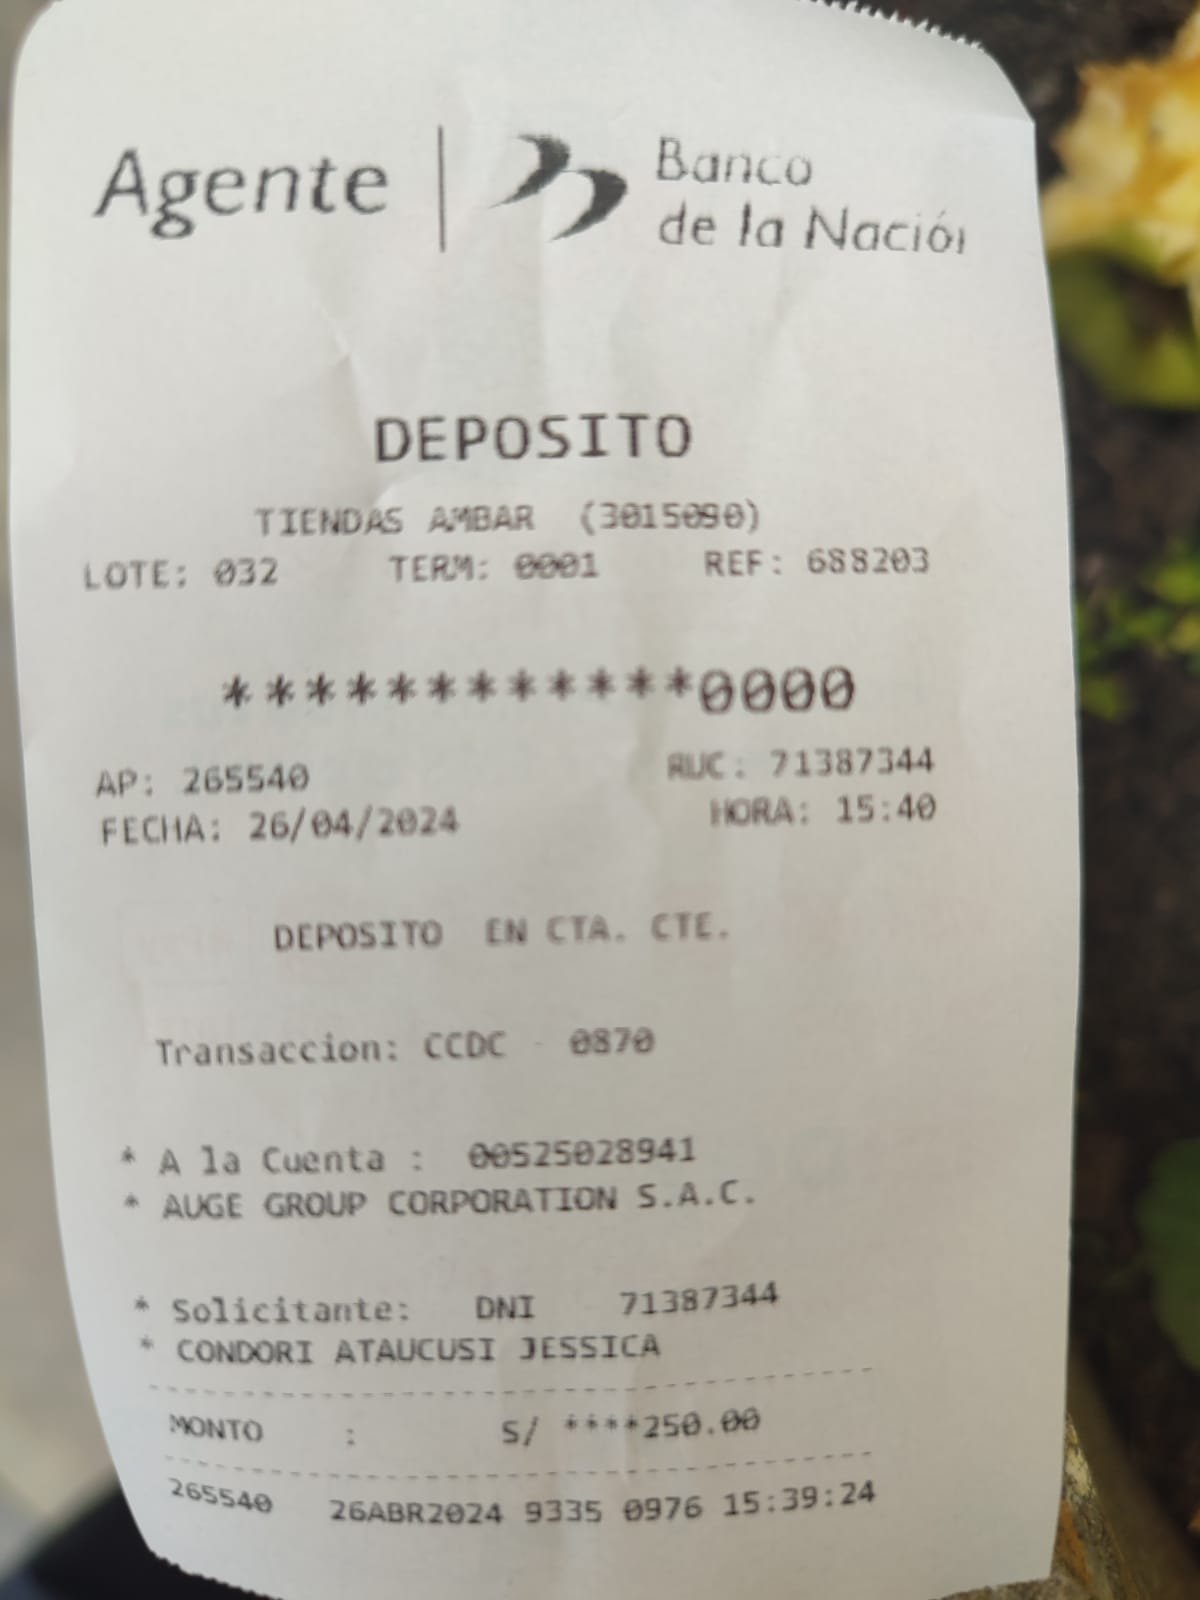 Agente
Banco
de la Nación
DEPOSITO
TIENDAS AMBAR (3015090)
LOTE: 032 TERM: 0001 REF: 688203
************0000
AP: 265540 RUC: 71387344
FECHA: 26/04/2024 HORA: 15:40
DEPOSITO EN CTA. CTE.
Transaccion: CCDC - 0870
* A la Cuenta : 00525028941
* AUGE GROUP CORPORATION S.A.C.
* Solicitante: DNI 71387344
* CONDORI ATAUCUSI JESSICA
MONTO : S/ ****250.00
265540 26ABR2024 9335 0976 15:39:24